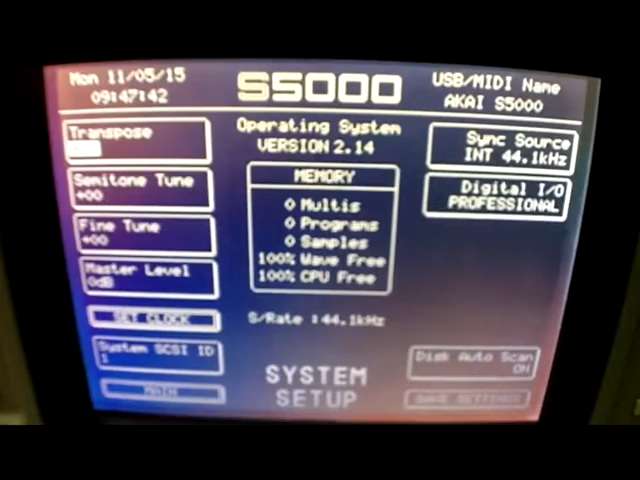 Mon 11/05/15
09:47:42
S5000
USB/MIDI Name
AKAI S5000
Transpose
Operating System
VERSION 2.14
Sync Source
INT 44.1kHz
Semitone Tune
+00
MEMORY
0 Multis
0 Programs
0 Samples
100% Wave Free
100% CPU Free
Digital I/O
PROFESSIONAL
Fine Tune
+00
Master Level
0dB
SET CLOCK
S/Rate :44.1kHz
System SCSI ID
1
Disk Auto Scan
ON
SYSTEM
SETUP
MAIN
SAVE SETTINGS